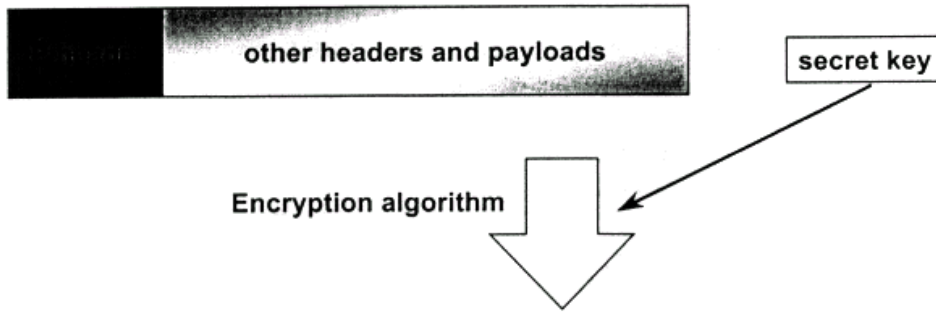 other headers and payloads
secret key
Encryption algorithm